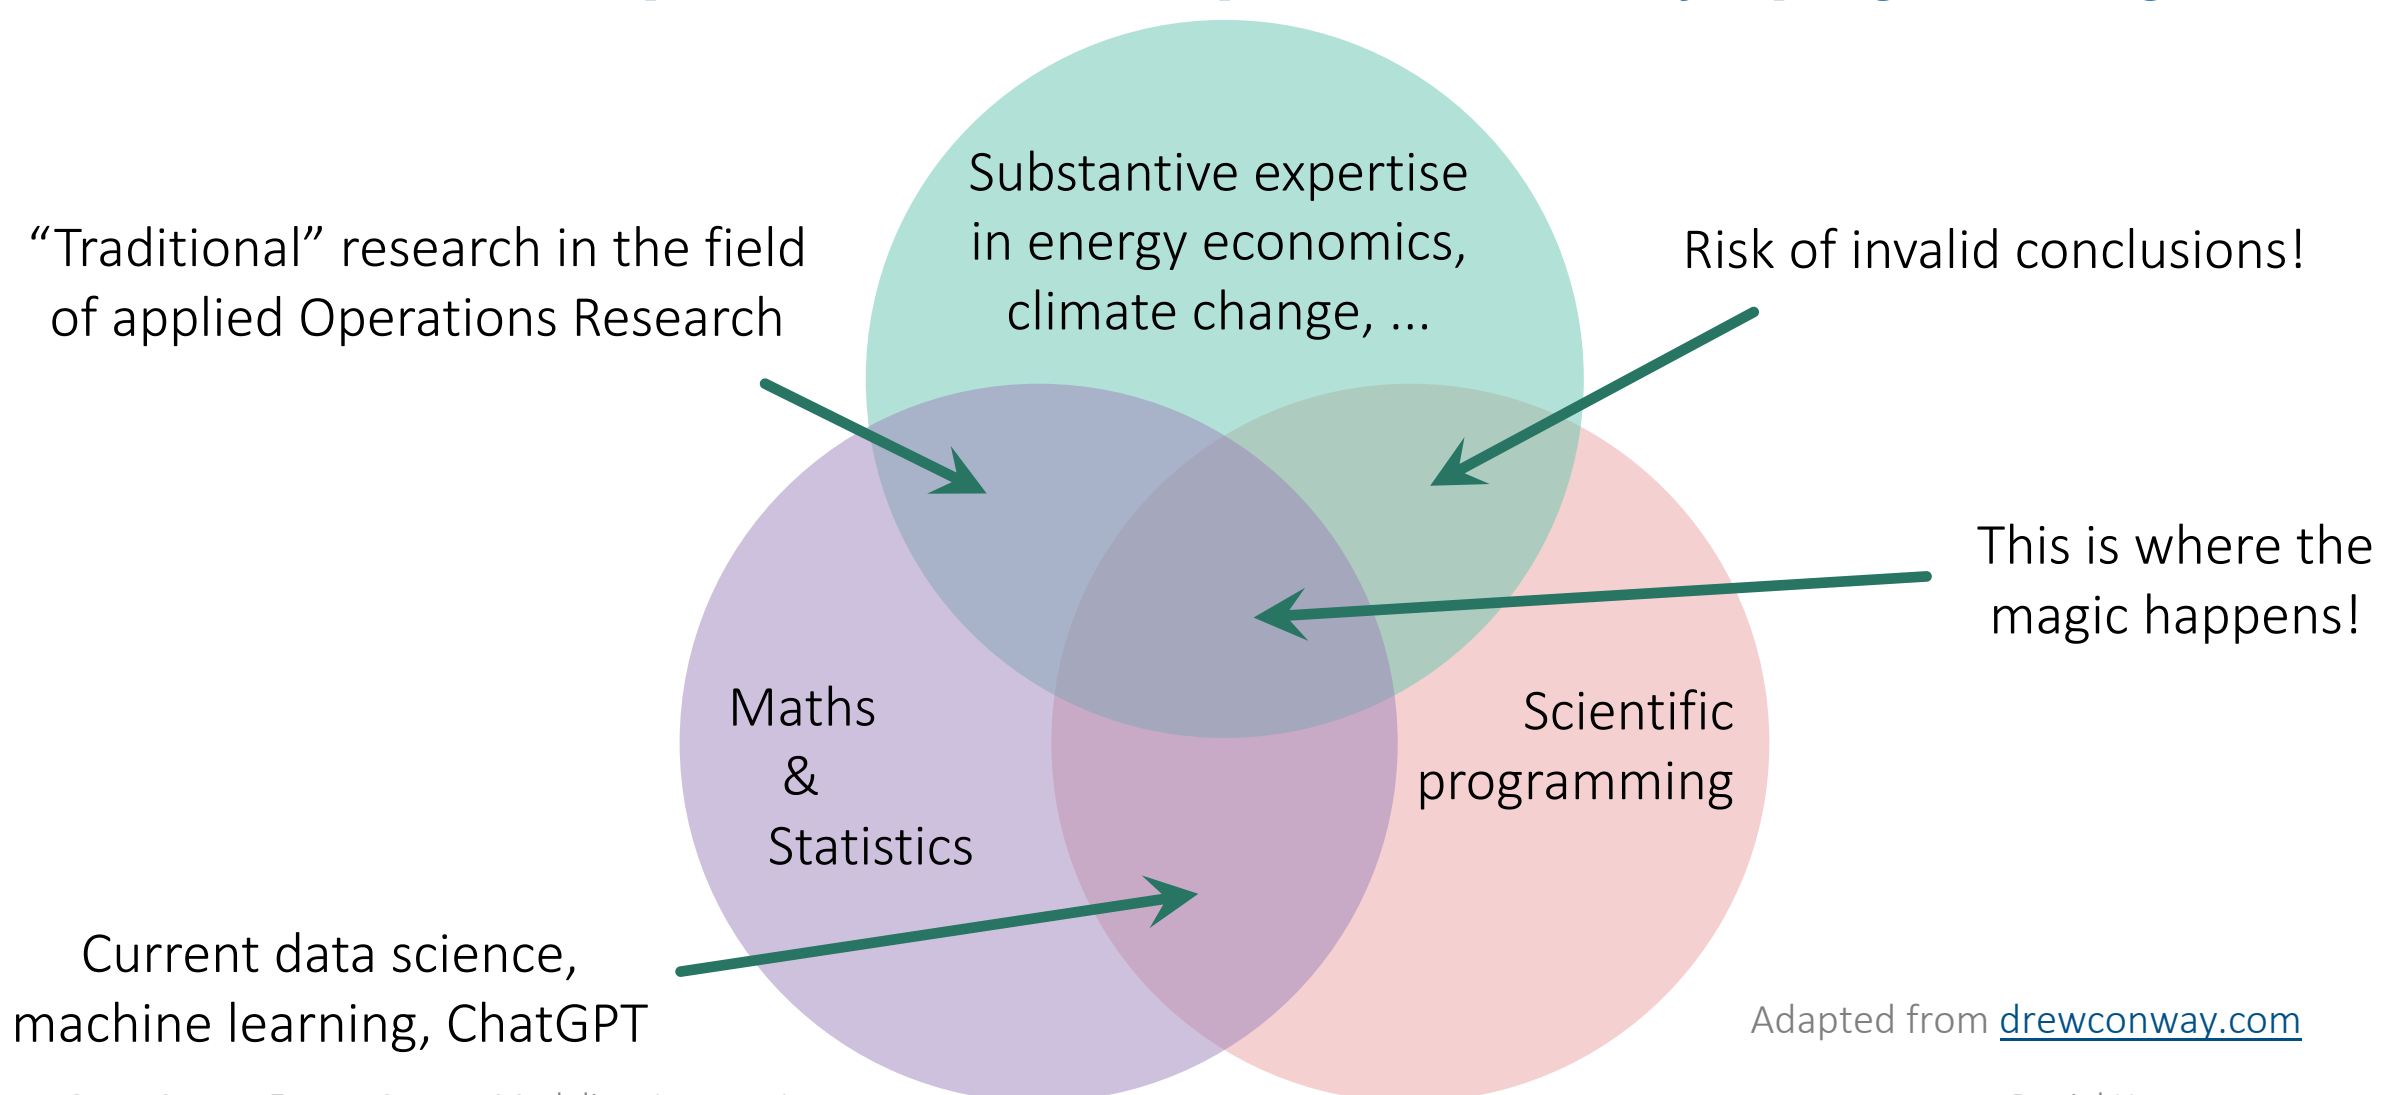 Substantive expertise
in energy economics,
climate change, ...
“Traditional” research in the field
of applied Operations Research
Risk of invalid conclusions!
This is where the
magic happens!
Maths
&
Statistics
Scientific
programming
Current data science,
machine learning, ChatGPT
Adapted from drewconway.com